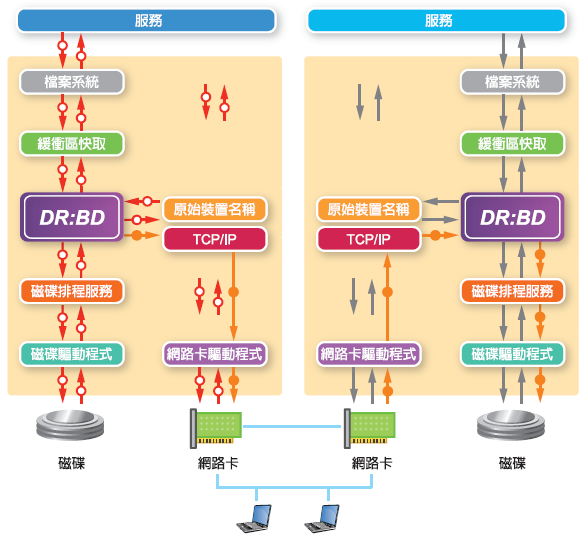 服務
服務
檔案系統
檔案系統
緩衝區快取
緩衝區快取
DR:BD
原始裝置名稱
TCP/IP
原始裝置名稱
TCP/IP
DR:BD
磁碟排程服務
磁碟排程服務
磁碟驅動程式
網路卡驅動程式
網路卡驅動程式
磁碟驅動程式
磁碟
網路卡
網路卡
磁碟